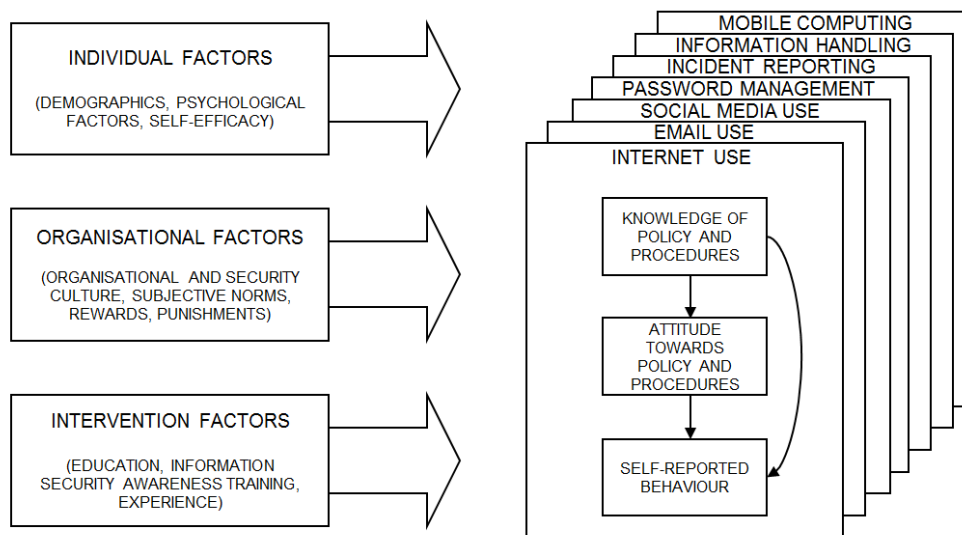 INDIVIDUAL FACTORS
(DEMOGRAPHICS, PSYCHOLOGICAL
FACTORS, SELF-EFFICACY)
ORGANISATIONAL FACTORS
(ORGANISATIONAL AND SECURITY
CULTURE, SUBJECTIVE NORMS,
REWARDS, PUNISHMENTS)
INTERVENTION FACTORS
(EDUCATION, INFORMATION
SECURITY AWARENESS TRAINING,
EXPERIENCE)
MOBILE COMPUTING
INFORMATION HANDLING
INCIDENT REPORTING
PASSWORD MANAGEMENT
SOCIAL MEDIA USE
EMAIL USE
INTERNET USE
KNOWLEDGE OF
POLICY AND
PROCEDURES
ATTITUDE
TOWARDS
POLICY AND
PROCEDURES
SELF-REPORTED
BEHAVIOUR